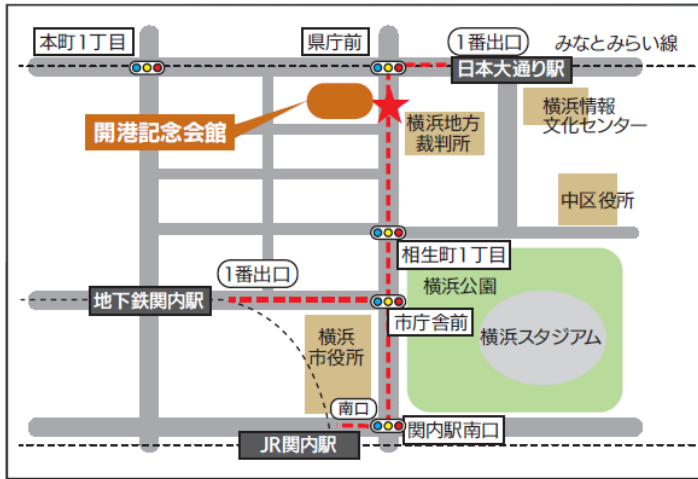 本町1丁目
県庁前
1番出口
みなとみらい線
日本大通り駅
開港記念会館
横浜地方
裁判所
横浜情報
文化センター
中区役所
相生町1丁目
1番出口
地下鉄関内駅
横浜公園
市庁舎前
横浜スタジアム
横浜
市役所
南口
関内駅南口
JR関内駅